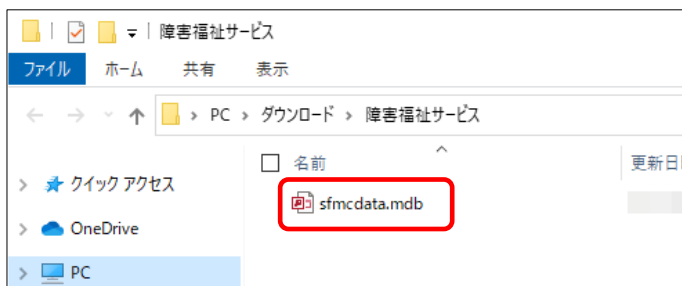 障害福祉サービス
ファイル ホーム 共有 表示
PC › ダウンロード › 障害福祉サービス
名前 更新日
クイック アクセス
sfmcdata.mdb
OneDrive
PC